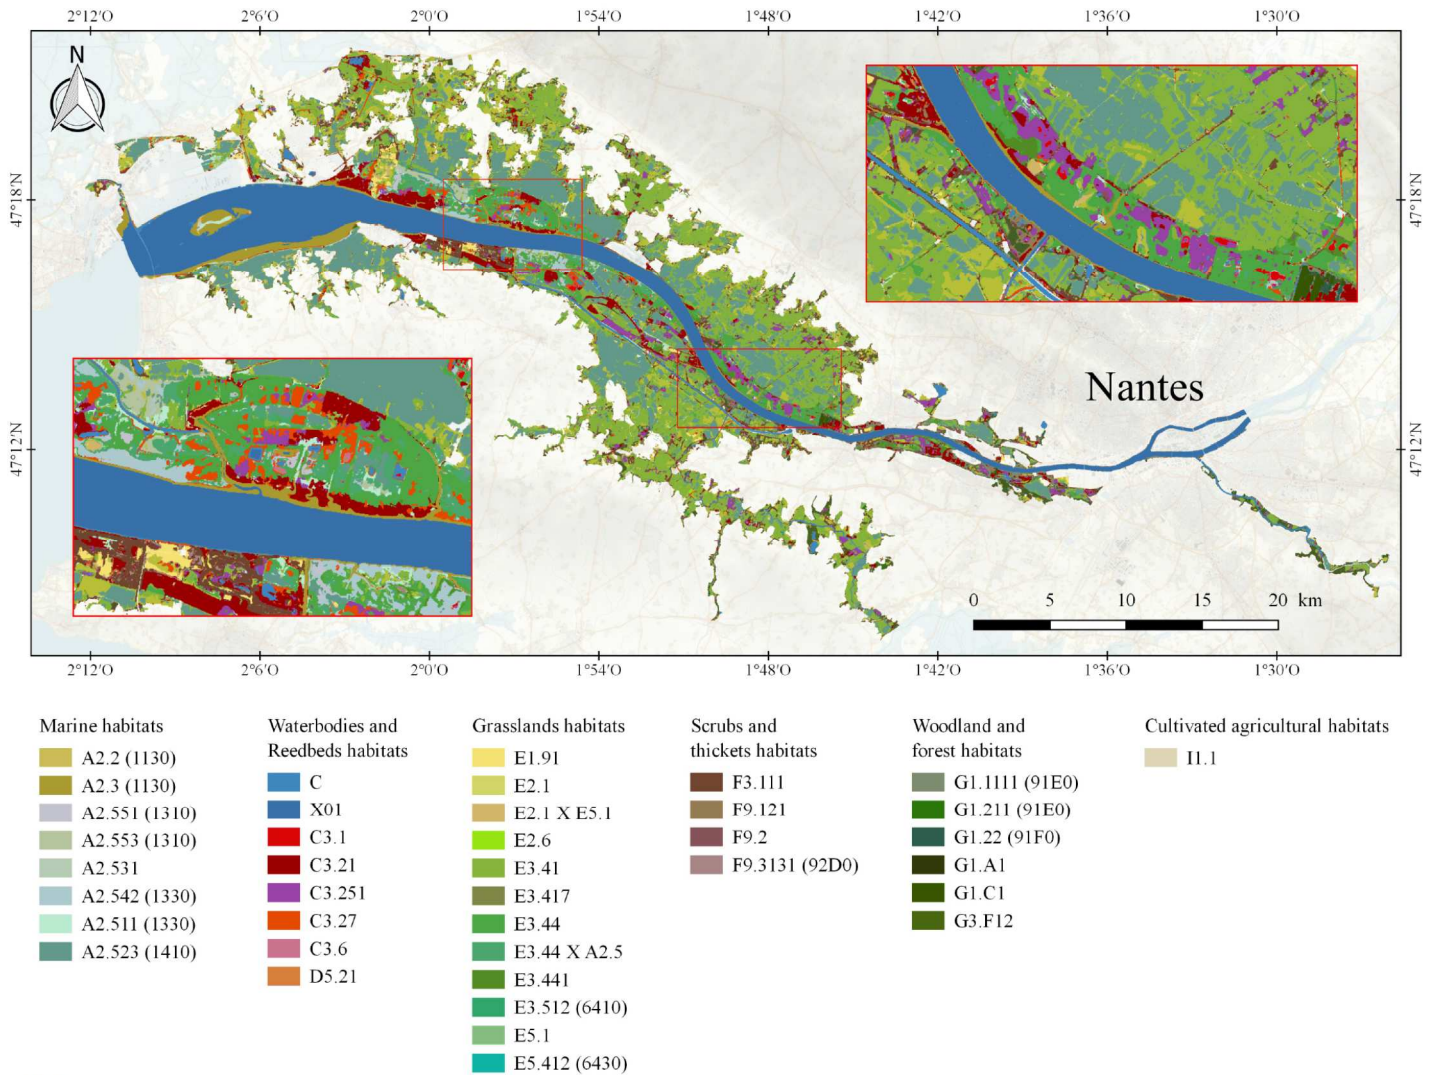 2°12'O 2°6'O 2°0'O 1°54'O 1°48'O 1°42'O 1°36'O 1°30'O
N
47°18'N 47°18'N
Nantes
47°12'N 47°12'N
0 5 10 15 20 km
2°12'O 2°6'O 2°0'O 1°54'O 1°48'O 1°42'O 1°36'O 1°30'O
Marine habitats
A2.2 (1130)
A2.3 (1130)
A2.551 (1310)
A2.553 (1310)
A2.531
A2.542 (1330)
A2.511 (1330)
A2.523 (1410)
Waterbodies and
Reedbeds habitats
C
X01
C3.1
C3.21
C3.251
C3.27
C3.6
D5.21
Grasslands habitats
E1.91
E2.1
E2.1 X E5.1
E2.6
E3.41
E3.417
E3.44
E3.44 X A2.5
E3.441
E3.512 (6410)
E5.1
E5.412 (6430)
Scrubs and
thickets habitats
F3.111
F9.121
F9.2
F9.3131 (92D0)
Woodland and
forest habitats
G1.1111 (91E0)
G1.211 (91E0)
G1.22 (91F0)
G1.A1
G1.C1
G3.F12
Cultivated agricultural habitats
I1.1